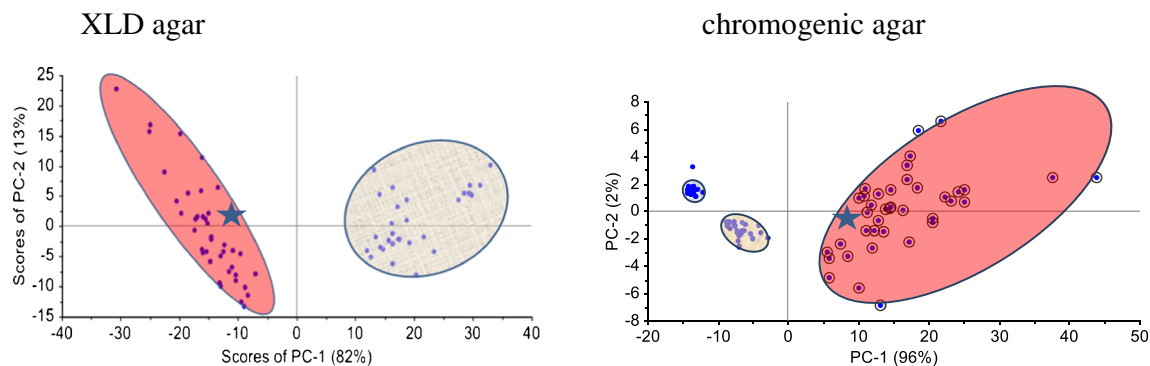 XLD agar
chromogenic agar
25
20
15
10
5
0
-5
-10
-15
Scores of PC-2 (13%)
-40 -30 -20 -10 0 10 20 30 40
Scores of PC-1 (82%)
8
6
4
2
0
-2
-4
-6
-8
PC-2 (2%)
-20 -10 0 10 20 30 40 50
PC-1 (96%)